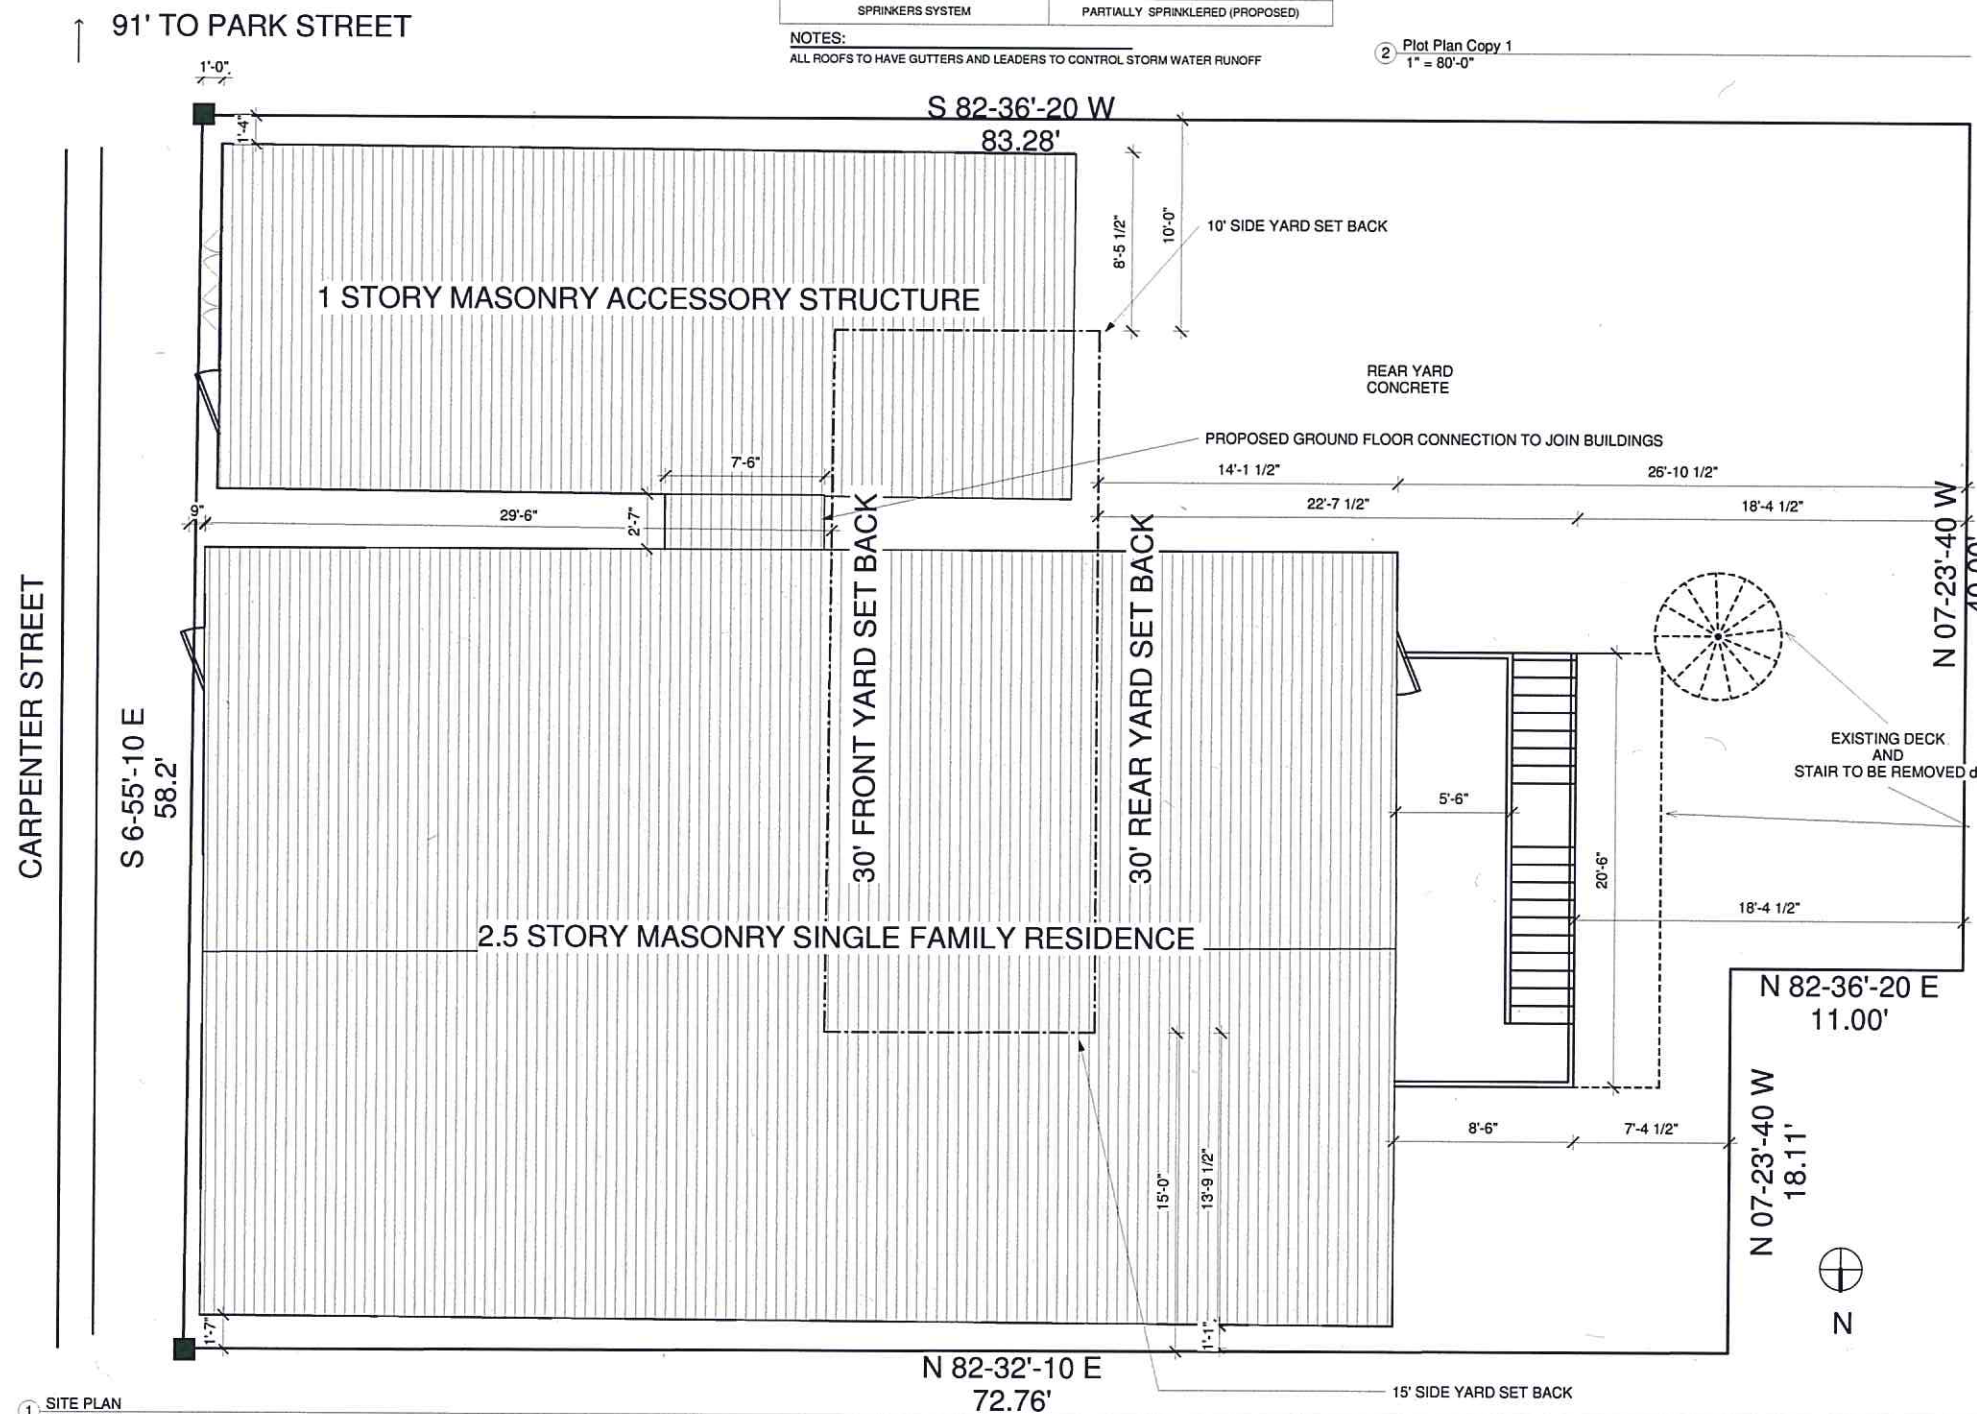 SPRINKERS SYSTEM
PARTIALLY SPRINKLERED (PROPOSED)
91' TO PARK STREET
NOTES:
ALL ROOFS TO HAVE GUTTERS AND LEADERS TO CONTROL STORM WATER RUNOFF
2 Plot Plan Copy 1
1" = 80'-0"
1'-0"
S 82-36'-20 W
83.28'
1'-4"
8'-5 1/2"
10'-0"
10' SIDE YARD SET BACK
1 STORY MASONRY ACCESSORY STRUCTURE
REAR YARD
CONCRETE
PROPOSED GROUND FLOOR CONNECTION TO JOIN BUILDINGS
7'-6"
14'-1 1/2"
26'-10 1/2"
9"
29'-6"
2'-7"
22'-7 1/2"
18'-4 1/2"
30' FRONT YARD SET BACK
30' REAR YARD SET BACK
N 07-23'-40 W
CARPENTER STREET
S 6-55'-10 E
58.2'
EXISTING DECK
AND
STAIR TO BE REMOVED
5'-6"
20'-6"
18'-4 1/2"
2.5 STORY MASONRY SINGLE FAMILY RESIDENCE
N 82-36'-20 E
11.00'
8'-6"
7'-4 1/2"
N 07-23'-40 W
18.11'
15'-0"
13'-9 1/2"
1'-7"
1'-1"
N
N 82-32'-10 E
72.76'
15' SIDE YARD SET BACK
1 SITE PLAN